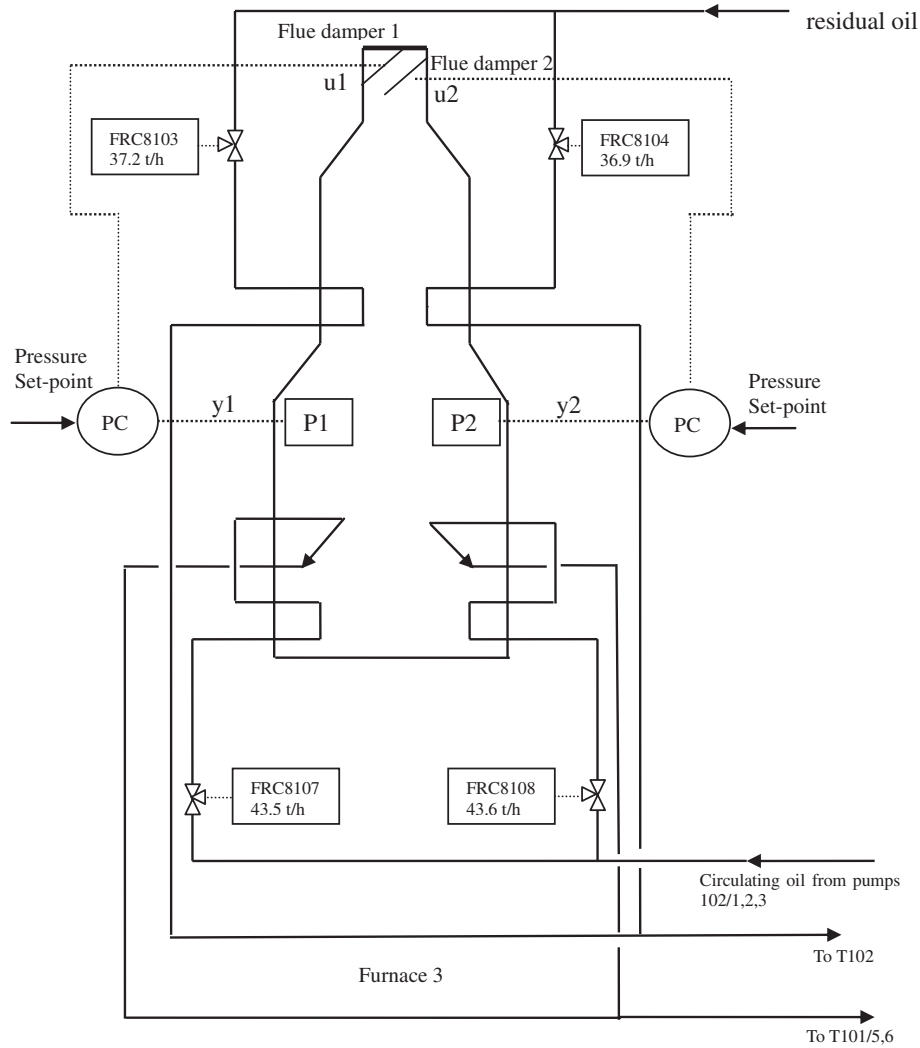 residual oil
Flue damper 1
Flue damper 2
u1
u2
FRC8103
37.2 t/h
FRC8104
36.9 t/h
Pressure
Set-point
PC
y1
P1
P2
y2
PC
Pressure
Set-point
FRC8107
43.5 t/h
FRC8108
43.6 t/h
Circulating oil from pumps
102/1,2,3
To T102
Furnace 3
To T101/5,6